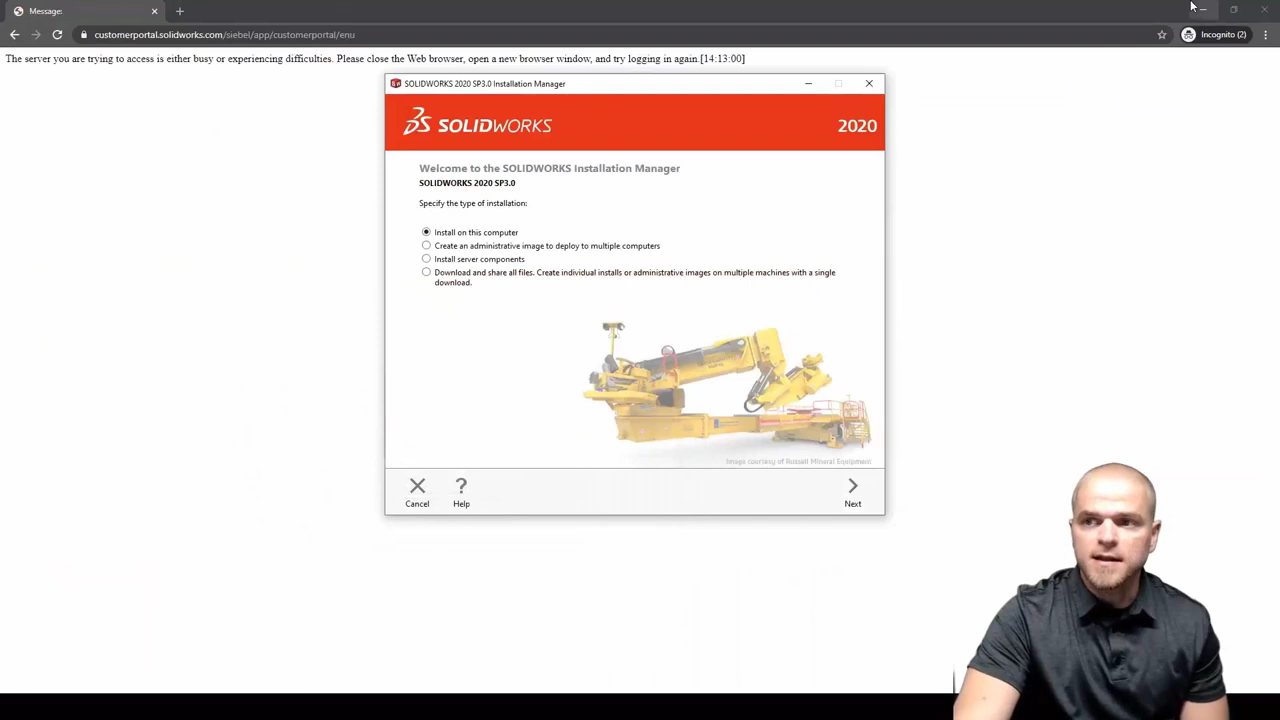 Message:
customerportal.solidworks.com/siebel/app/customerportal/enu
Incognito (2)
The server you are trying to access is either busy or experiencing difficulties. Please close the Web browser, open a new browser window, and try logging in again.[14:13:00]
SOLIDWORKS 2020 SP3.0 Installation Manager
SOLIDWORKS
2020
Welcome to the SOLIDWORKS Installation Manager
SOLIDWORKS 2020 SP3.0
Specify the type of installation:
Install on this computer
Create an administrative image to deploy to multiple computers
Install server components
Download and share all files. Create individual installs or administrative images on multiple machines with a single
download.
Image courtesy of Russell Mineral Equipment
Cancel
Help
Next